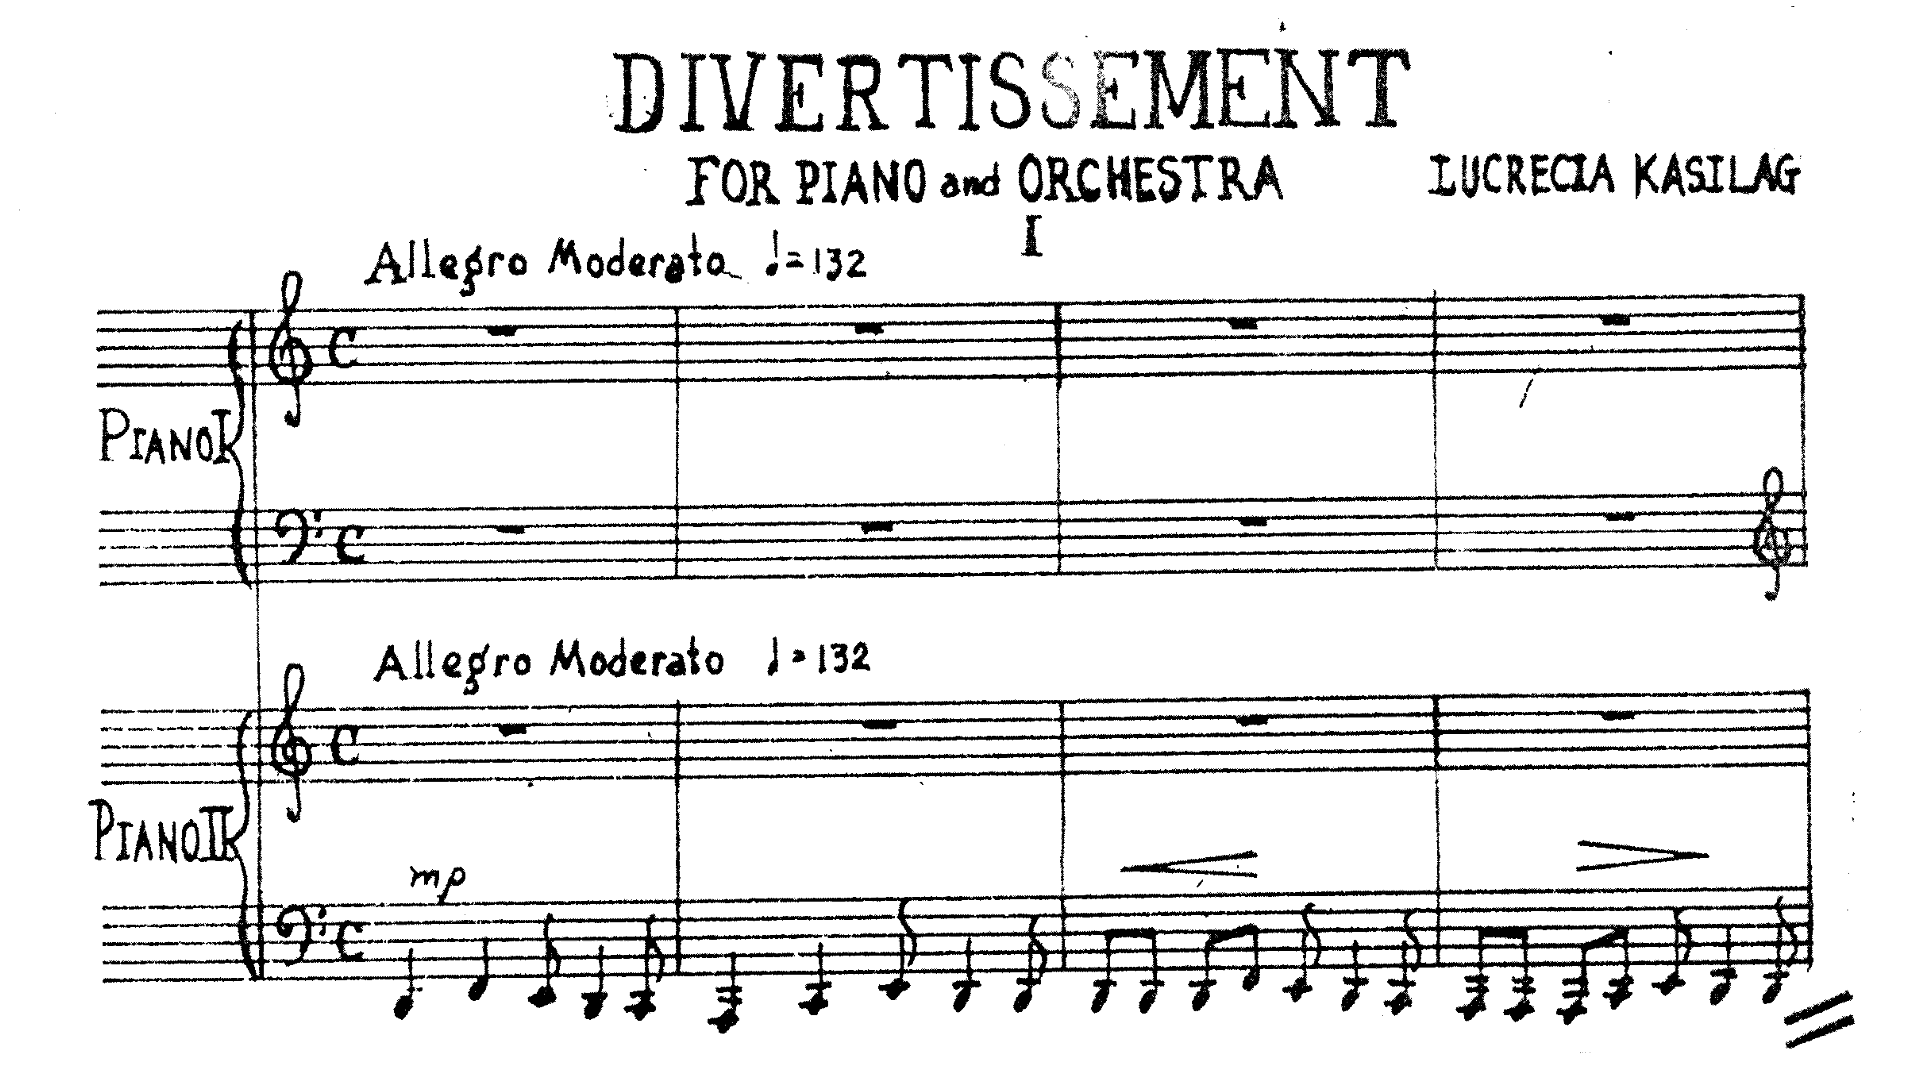 DIVERTISSEMENT
FOR PIANO and ORCHESTRA
LUCRECIA KASILAG
I
Allegro Moderato ♩=132
PIANO I
Allegro Moderato ♩=132
PIANO II
mp